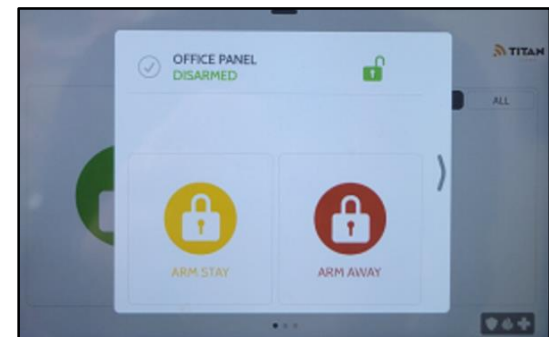 OFFICE PANEL
DISARMED
TITAN
ALL
ARM STAY
ARM AWAY